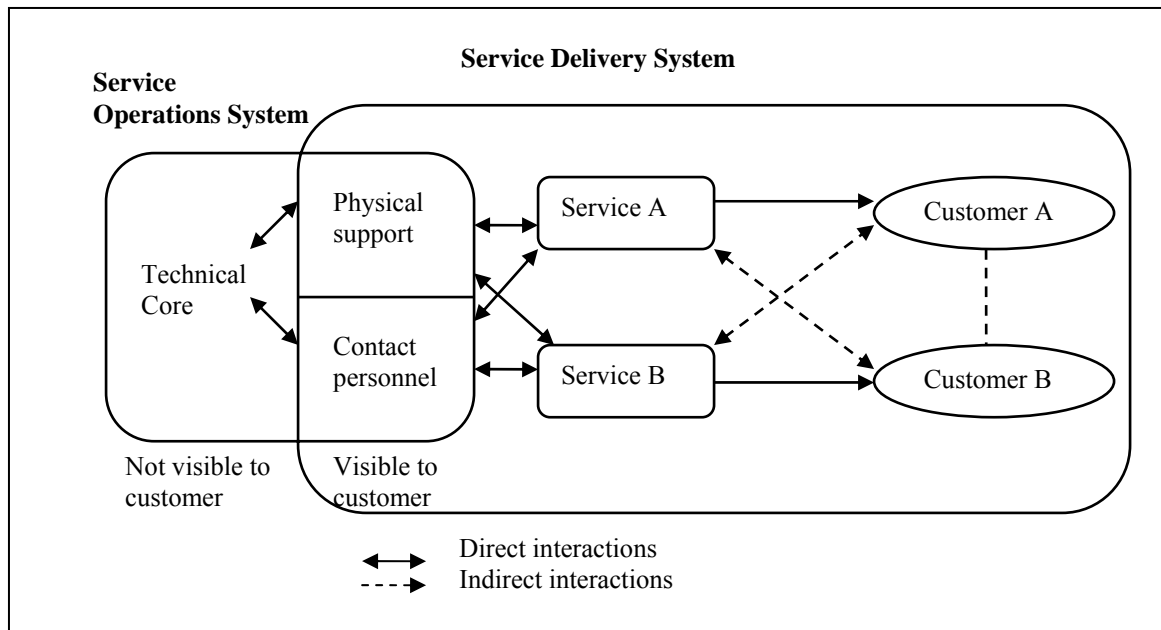 Service Delivery System
Service
Operations System
Physical
support
Service A
Customer A
Technical
Core
Contact
personnel
Service B
Customer B
Not visible to
customer
Visible to
customer
Direct interactions
Indirect interactions